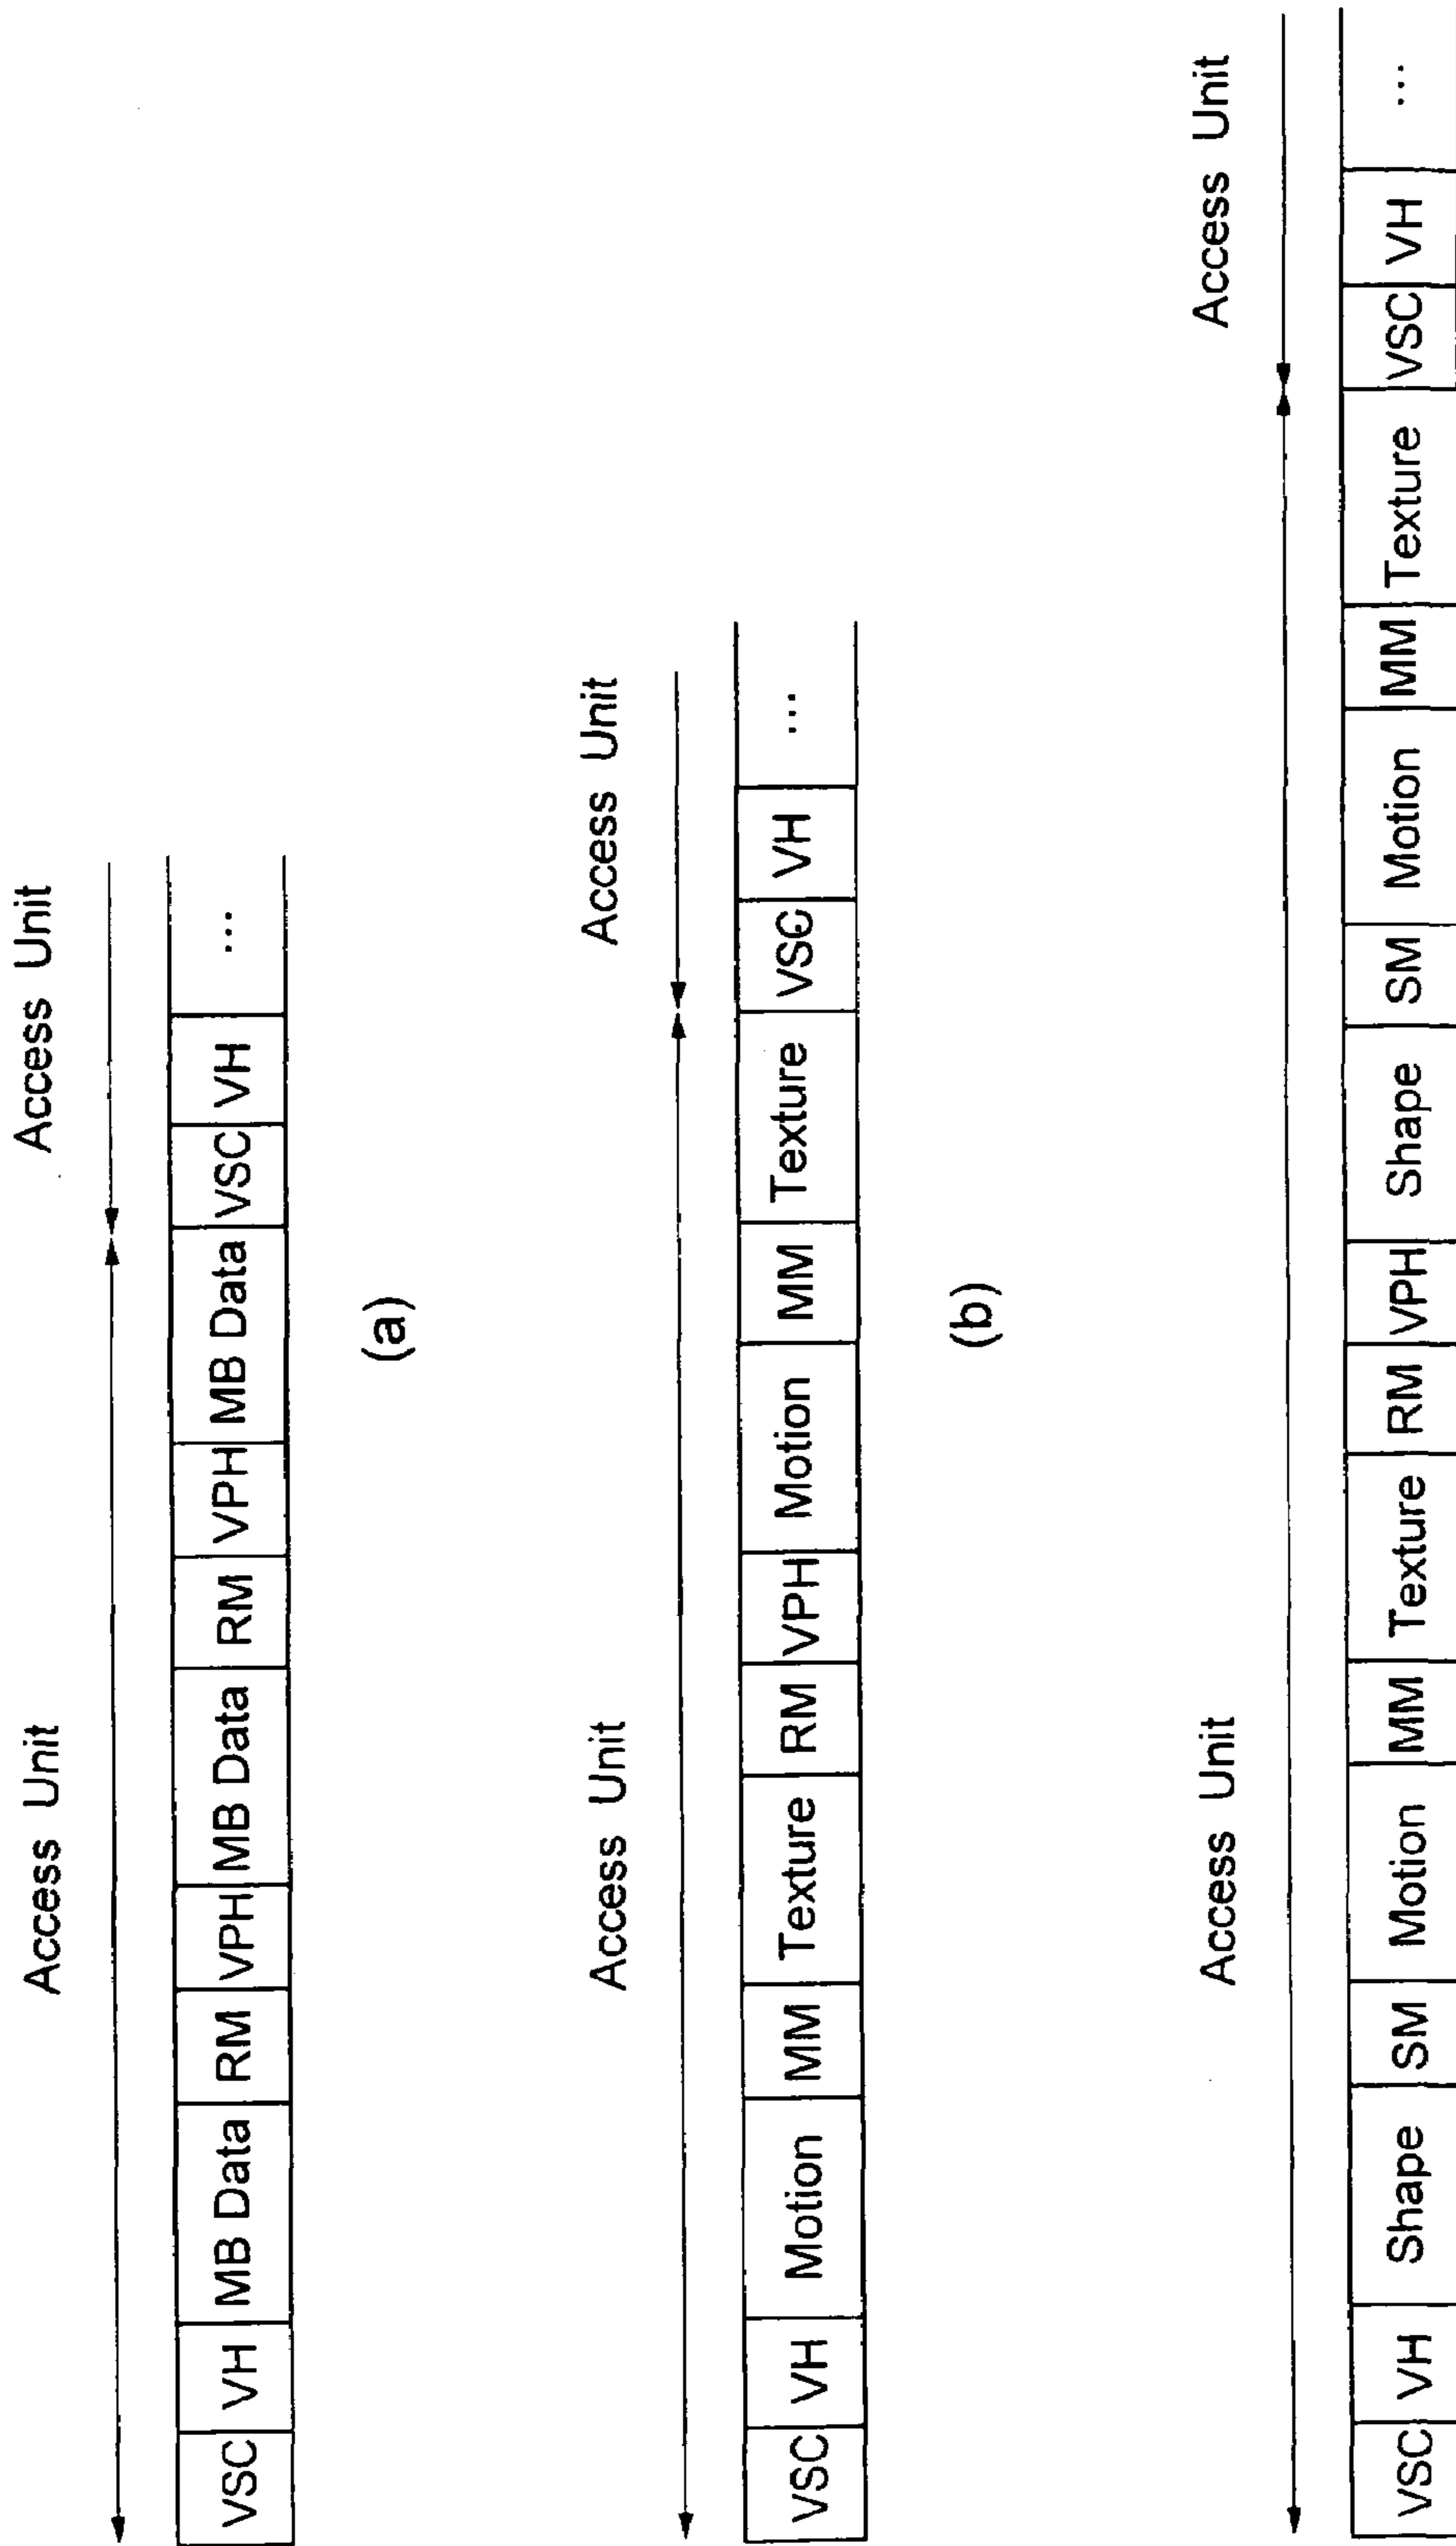 Access Unit Access Unit
VSC VH MB Data RM VPH MB Data RM VPH MB Data VSC VH ...
(a)
Access Unit Access Unit
VSC VH Motion MM Texture RM VPH Motion MM Texture VSC VH ...
(b)
Access Unit Access Unit
VSC VH Shape SM Motion MM Texture RM VPH Shape SM Motion MM Texture VSC VH ...